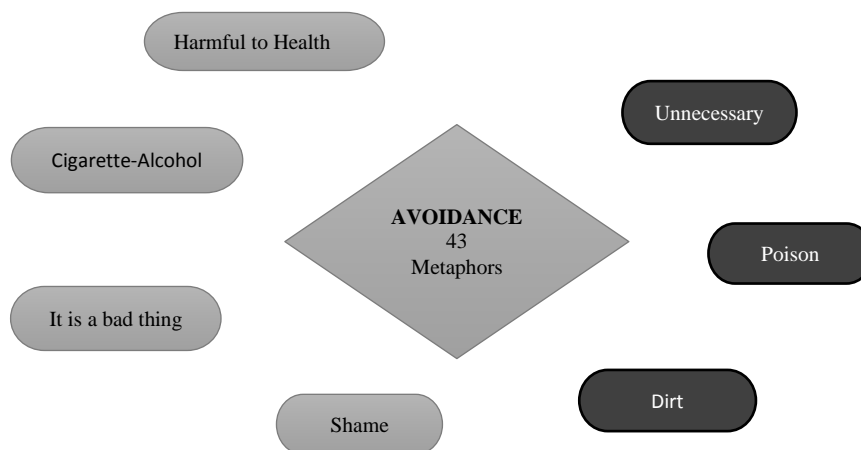 Harmful to Health
Unnecessary
Cigarette-Alcohol
AVOIDANCE
43
Metaphors
Poison
It is a bad thing
Dirt
Shame